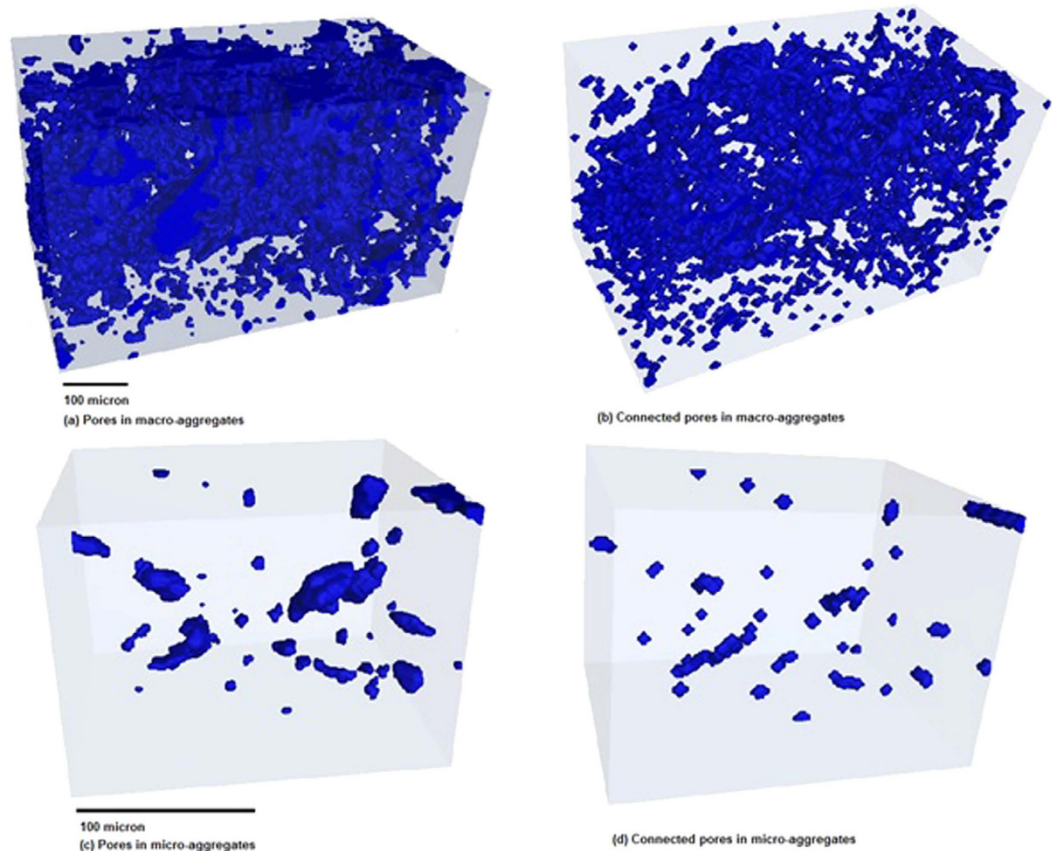 100 micron
(a) Pores in macro-aggregates
(b) Connected pores in macro-aggregates
100 micron
(c) Pores in micro-aggregates
(d) Connected pores in micro-aggregates